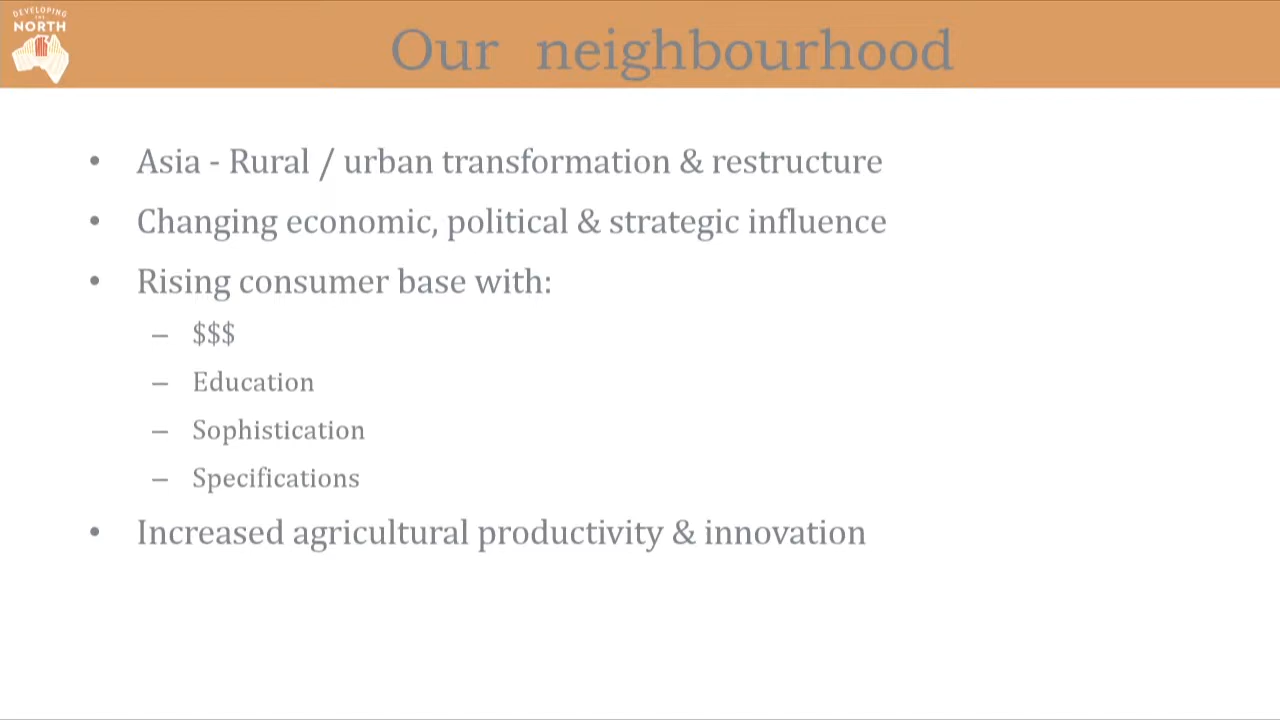 DEVELOPING
THE
NORTH
Our neighbourhood
• Asia - Rural / urban transformation & restructure
• Changing economic, political & strategic influence
• Rising consumer base with:
– $$$
– Education
– Sophistication
– Specifications
• Increased agricultural productivity & innovation